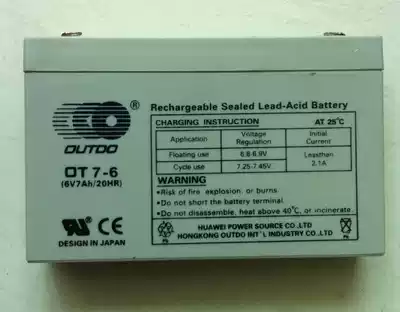 ®
OUTDO
OT 7-6
(6V7Ah/20HR)
DESIGN IN JAPAN
Rechargeable Sealed Lead-Acid Battery
CHARGING INSTRUCTION AT 25°C
Application Voltage Regulation Initial Current
Floating use 6.8-6.9V Lessthen 2.1A
Cycle use 7.25-7.45V
WARNING
•Risk of fire, explosion, or burns.
•Do not short the battery terminal.
•Do not disassemble, heat above 40°C, or incinerate.
HUAWEI POWER SOURCE CO.,LTD
HONGKONG OUTDO INT'L INDUSTRY CO.,LTD
Pb
Pb